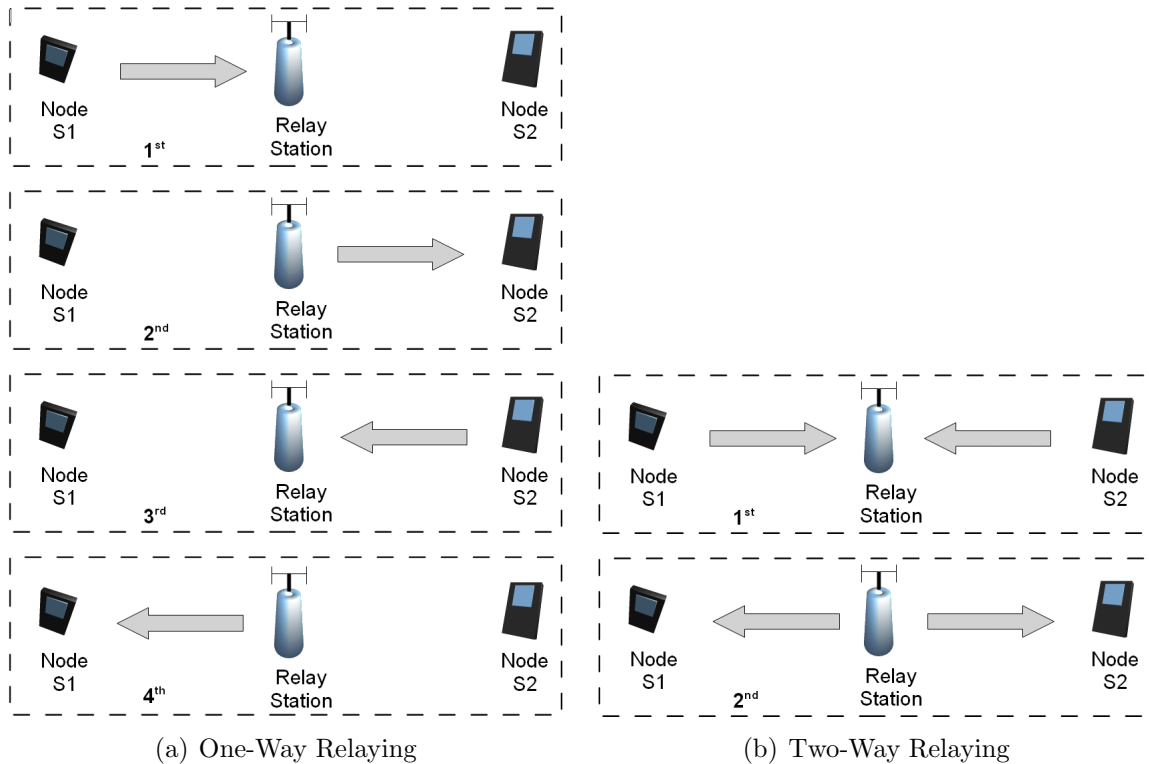 Node
S1
1st
Relay
Station
Node
S2
Node
S1
2nd
Relay
Station
Node
S2
Node
S1
3rd
Relay
Station
Node
S2
Node
S1
4th
Relay
Station
Node
S2
(a) One-Way Relaying
Node
S1
1st
Relay
Station
Node
S2
Node
S1
2nd
Relay
Station
Node
S2
(b) Two-Way Relaying